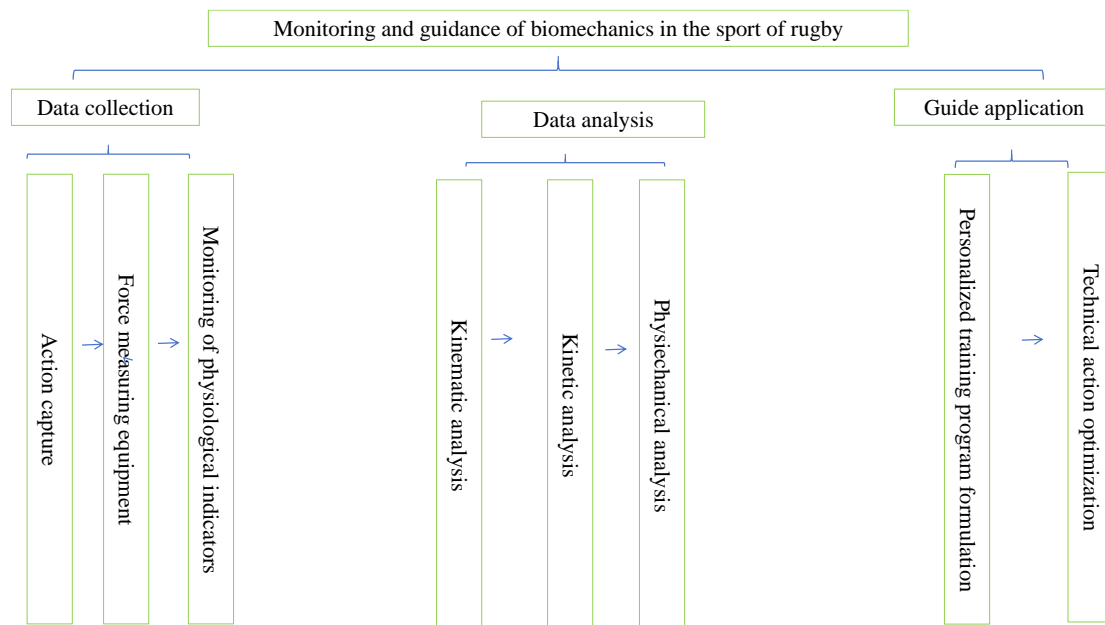 Monitoring and guidance of biomechanics in the sport of rugby
Data collection
Data analysis
Guide application
Action capture
Force measuring equipment
Monitoring of physiological indicators
Kinematic analysis
Kinetic analysis
Physiechanical analysis
Personalized training program formulation
Technical action optimization